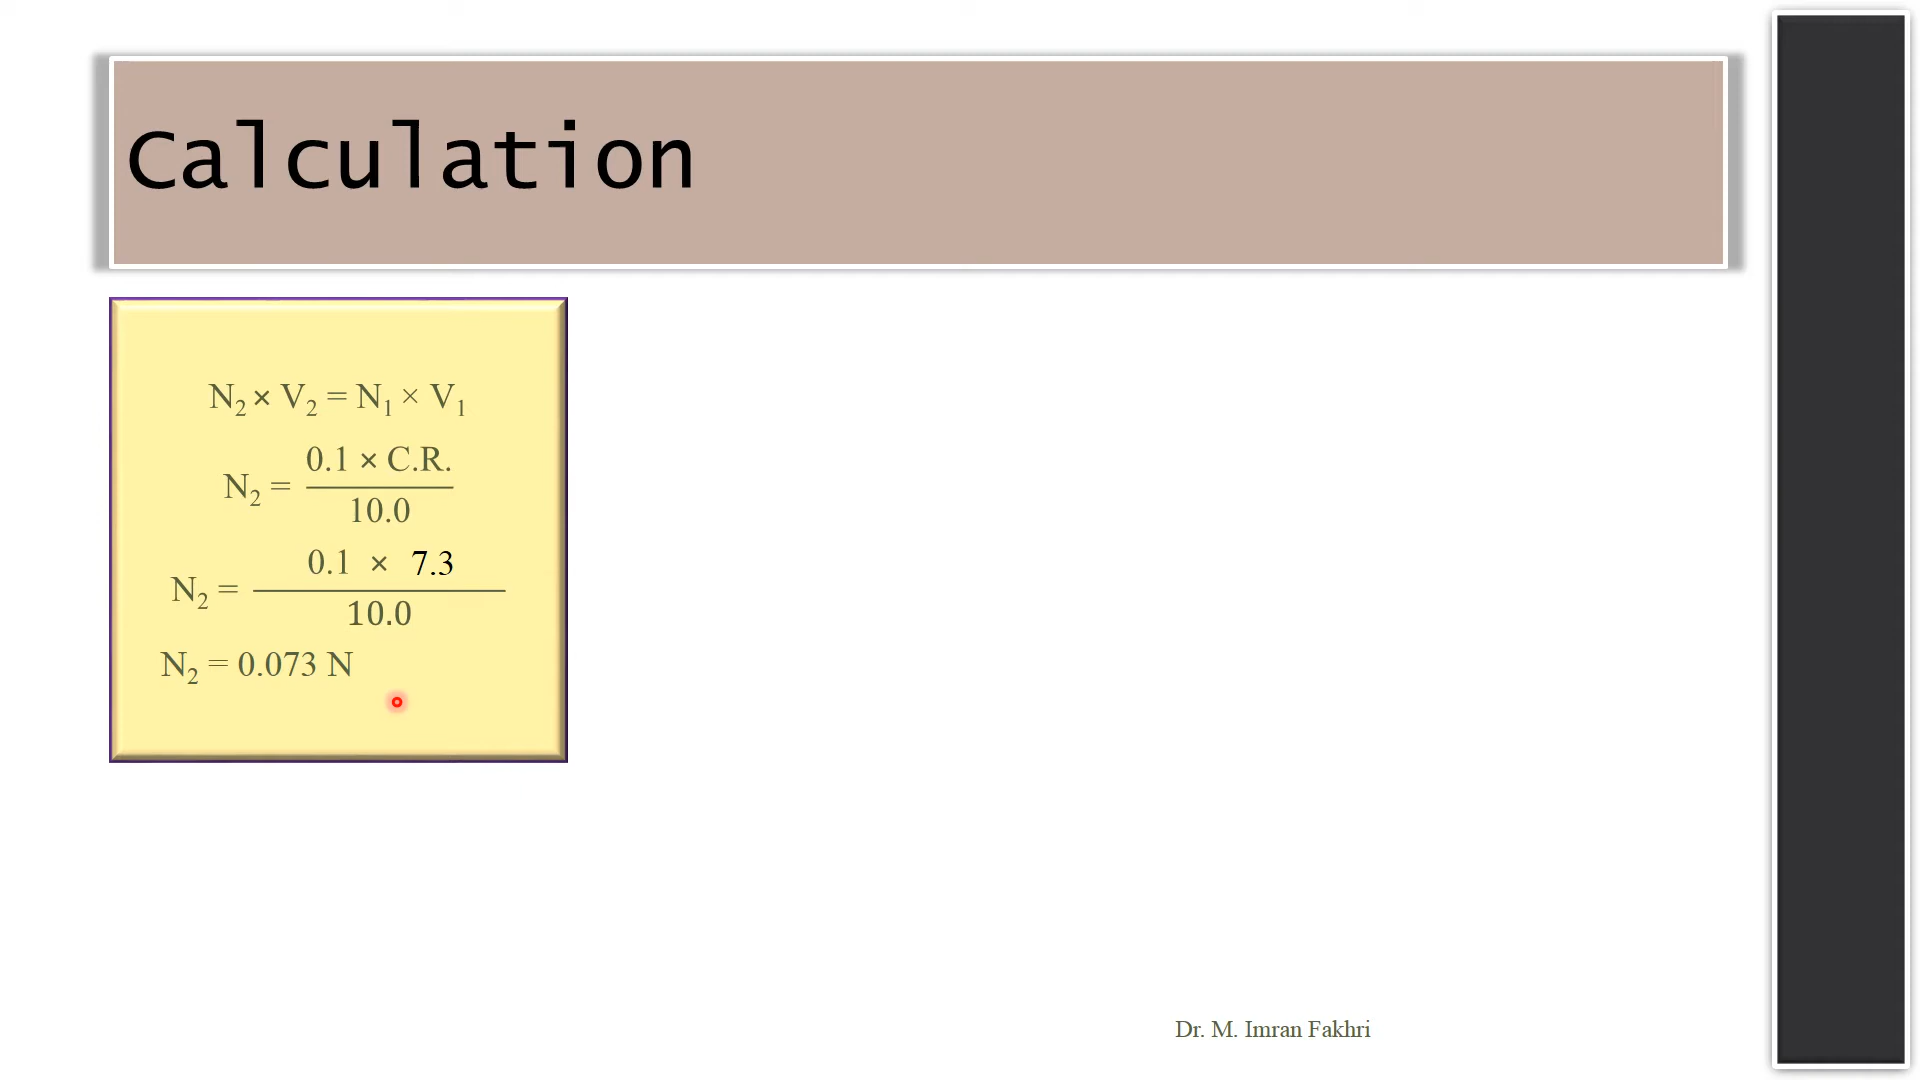 Calculation
N₂ × V₂ = N₁ × V₁
0.1 × C.R.
N₂ =
10.0
0.1 × 7.3
N₂ =
10.0
N₂ = 0.073 N
Dr. M. Imran Fakhri